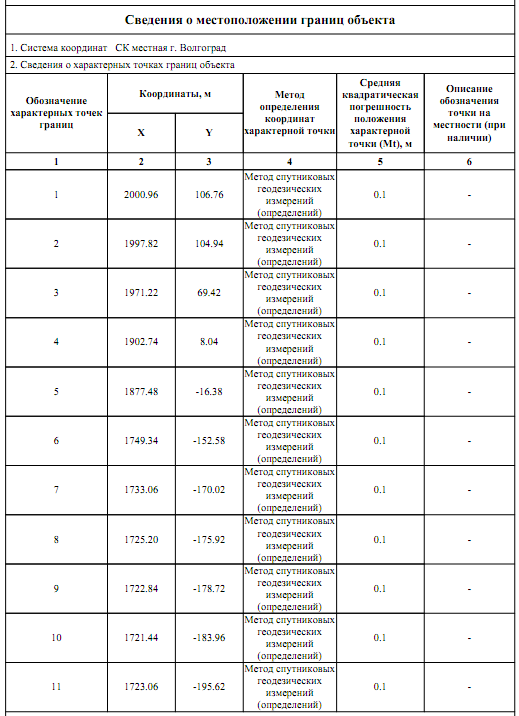 Сведения о местоположении границ объекта
1. Система координат СК местная г. Волгоград
2. Сведения о характерных точках границ объекта
Обозначение
характерных точек
границ
Координаты, м
X
Y
Метод
определения
координат
характерной точки
Средняя
квадратическая
погрешность
положения
характерной
точки (Mt), м
Описание
обозначения
точки на
местности (при
наличии)
1 2 3 4 5 6
1 2000.96 106.76 Метод спутниковых
геодезических
измерений
(определений) 0.1 -
2 1997.82 104.94 Метод спутниковых
геодезических
измерений
(определений) 0.1 -
3 1971.22 69.42 Метод спутниковых
геодезических
измерений
(определений) 0.1 -
4 1902.74 8.04 Метод спутниковых
геодезических
измерений
(определений) 0.1 -
5 1877.48 -16.38 Метод спутниковых
геодезических
измерений
(определений) 0.1 -
6 1749.34 -152.58 Метод спутниковых
геодезических
измерений
(определений) 0.1 -
7 1733.06 -170.02 Метод спутниковых
геодезических
измерений
(определений) 0.1 -
8 1725.20 -175.92 Метод спутниковых
геодезических
измерений
(определений) 0.1 -
9 1722.84 -178.72 Метод спутниковых
геодезических
измерений
(определений) 0.1 -
10 1721.44 -183.96 Метод спутниковых
геодезических
измерений
(определений) 0.1 -
11 1723.06 -195.62 Метод спутниковых
геодезических
измерений
(определений) 0.1 -